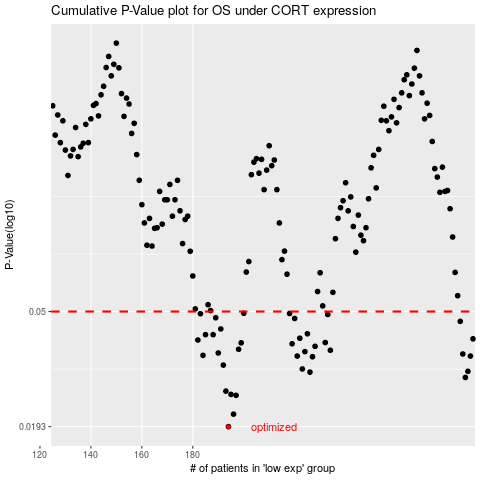 Cumulative P-Value plot for OS under CORT expression
P-Value(log10)
0.05
0.0193
optimized
120 140 160 180
# of patients in 'low exp' group